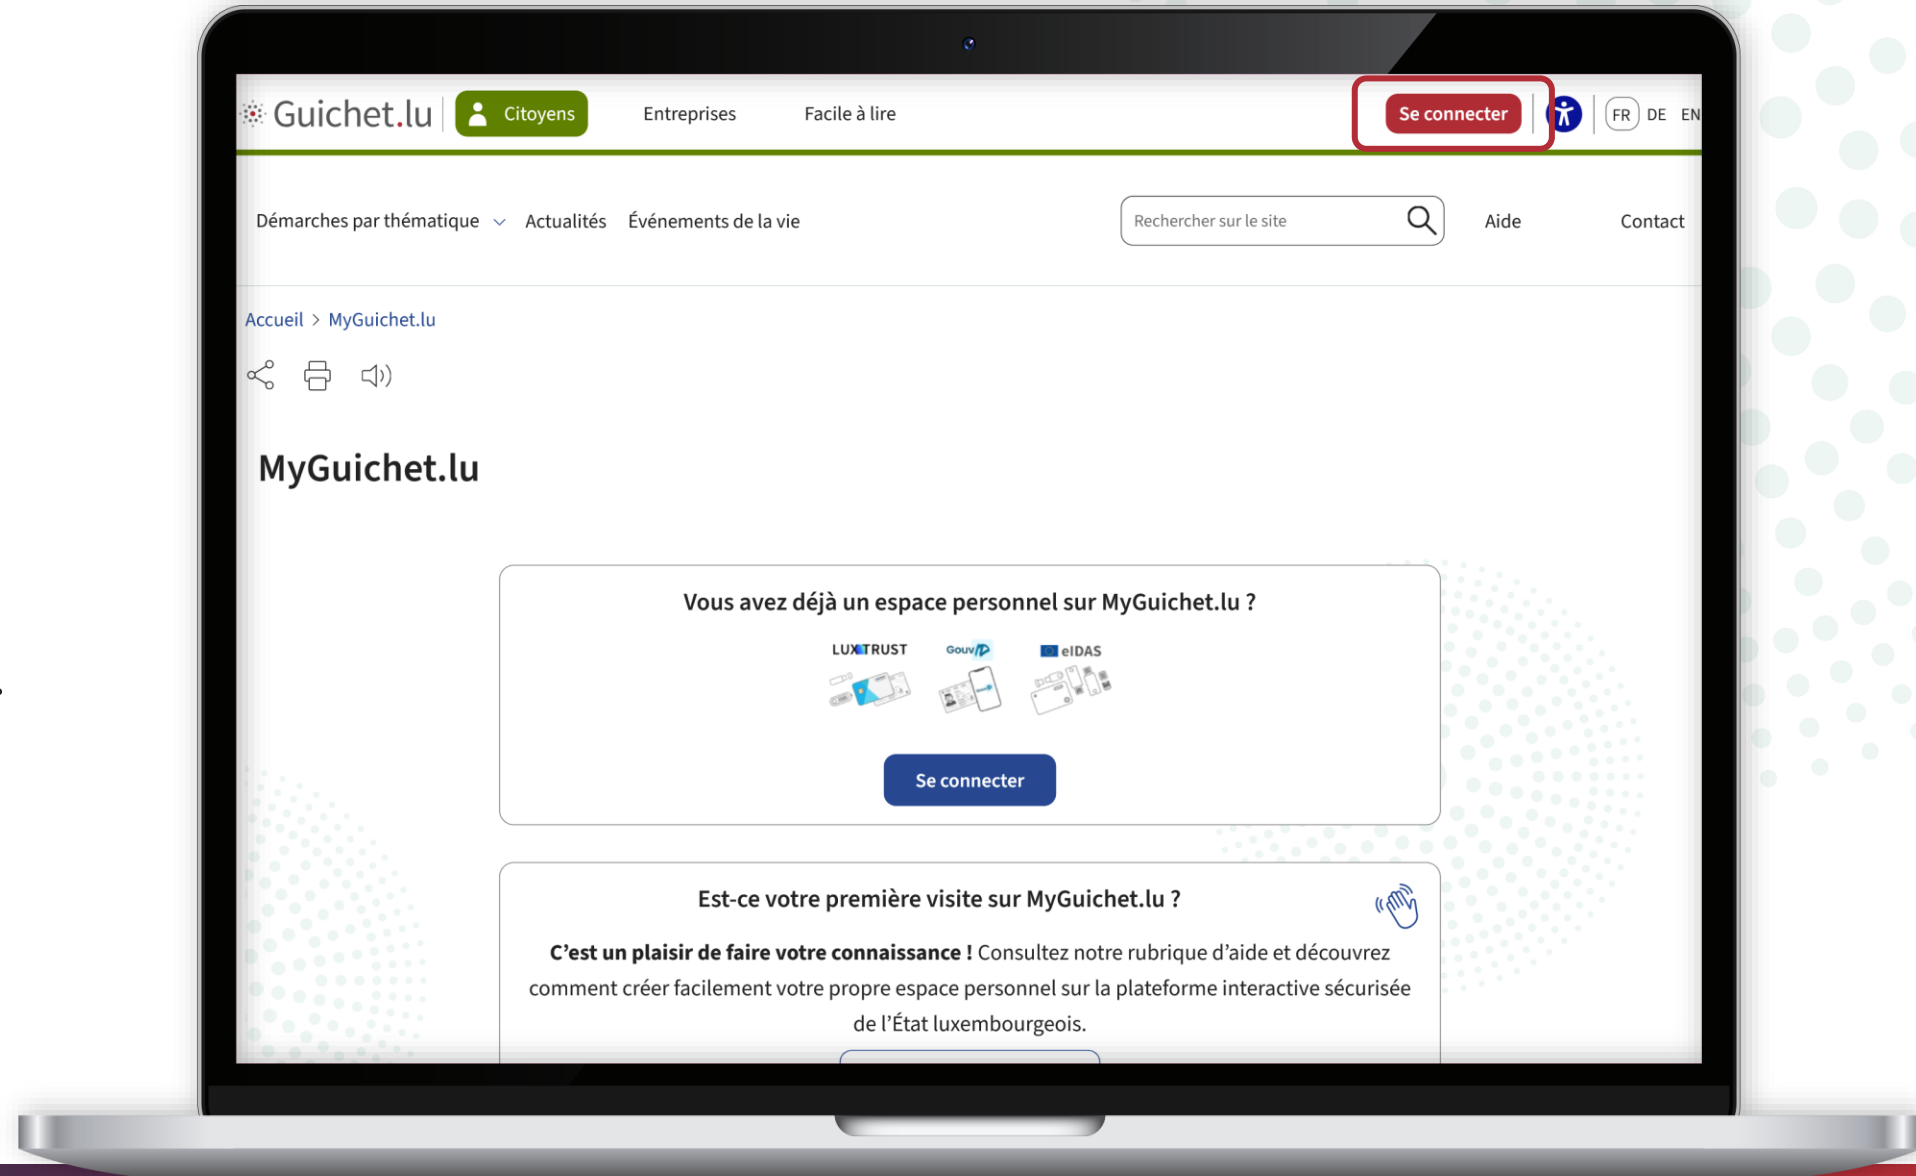 Guichet.lu
Citoyens
Entreprises
Facile à lire
Se connecter
FR DE EN
Démarches par thématique
Actualités
Événements de la vie
Rechercher sur le site
Aide
Contact
Accueil > MyGuichet.lu
MyGuichet.lu
Vous avez déjà un espace personnel sur MyGuichet.lu ?
LUXTRUST
GouvID
eIDAS
Se connecter
Est-ce votre première visite sur MyGuichet.lu ?
C’est un plaisir de faire votre connaissance ! Consultez notre rubrique d’aide et découvrez
comment créer facilement votre propre espace personnel sur la plateforme interactive sécurisée
de l’État luxembourgeois.